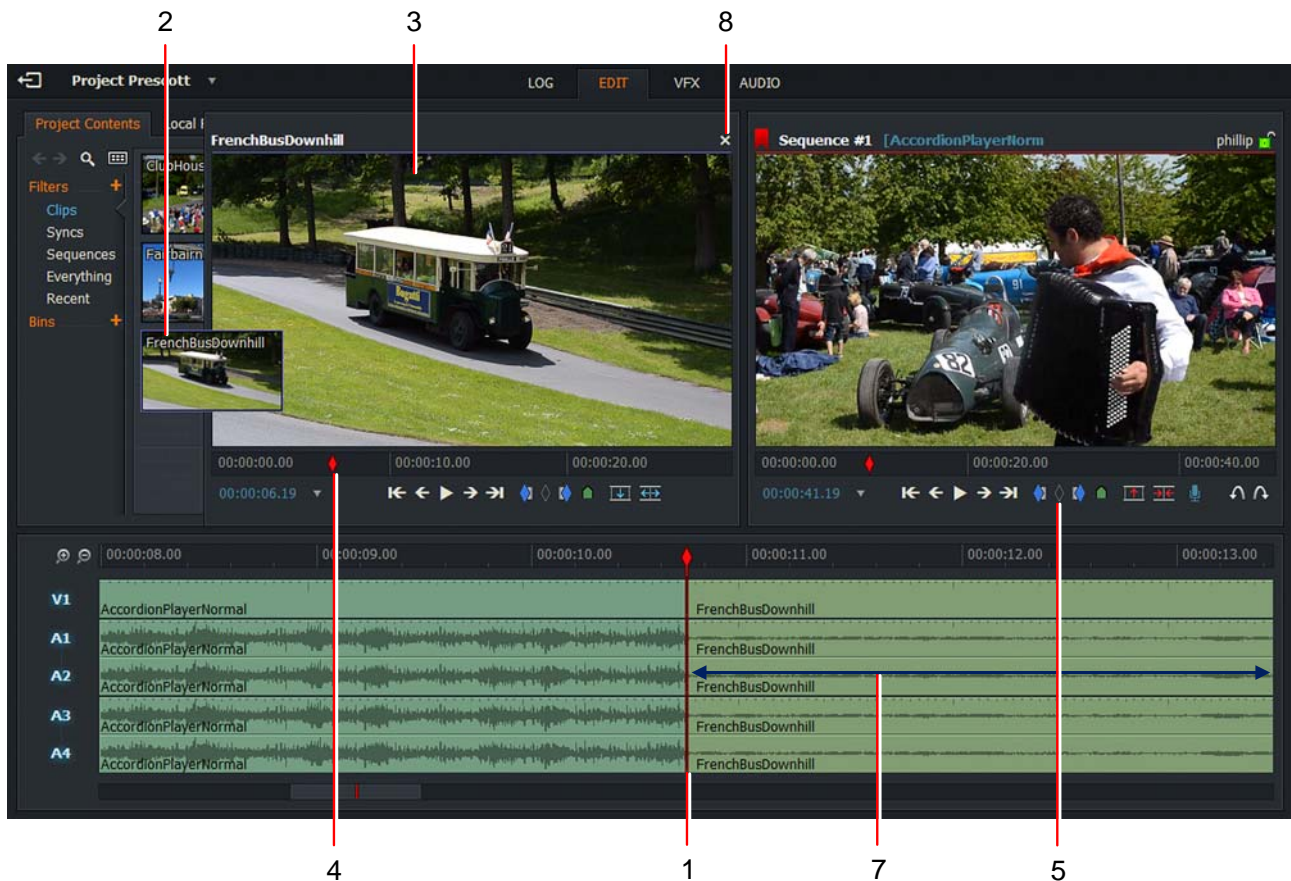 2 3 8
Project Prescott
LOG EDIT VFX AUDIO
Project Contents Local
FrenchBusDownhill
Sequence #1 [AccordionPlayerNorm
phillip
Filters +
Clips
Syncs
Sequences
Everything
Recent
Bins +
ClubHous
Fairbairn
FrenchBusDownhill
Bugatti
91
82
00:00:00.00 00:00:10.00 00:00:20.00
00:00:06.19
00:00:00.00 00:00:20.00 00:00:40.00
00:00:41.19
00:00:08.00 00:00:09.00 00:00:10.00 00:00:11.00 00:00:12.00 00:00:13.00
V1 AccordionPlayerNormal FrenchBusDownhill
A1 AccordionPlayerNormal FrenchBusDownhill
A2 AccordionPlayerNormal FrenchBusDownhill
A3 AccordionPlayerNormal FrenchBusDownhill
A4 AccordionPlayerNormal FrenchBusDownhill
4 1 7 5